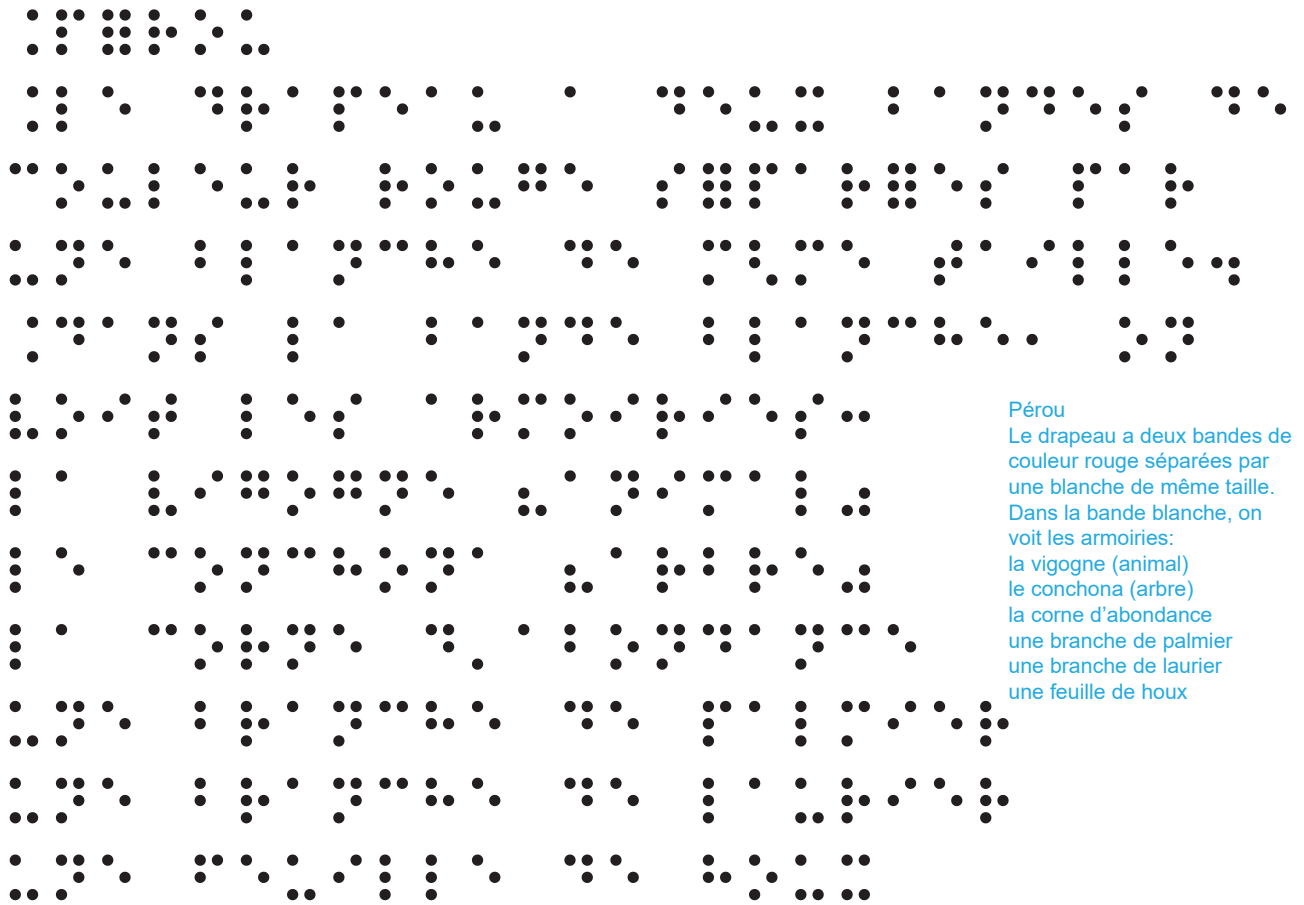 ⠨⠏⠿⠗⠕⠥
⠨⠇⠑ ⠙⠗⠁⠏⠑⠁⠥ ⠁ ⠙⠑⠥⠭ ⠃⠁⠝⠙⠑⠎ ⠙⠑
⠉⠕⠥⠇⠑⠥⠗ ⠗⠕⠥⠛⠑ ⠎⠿⠏⠁⠗⠿⠑⠎ ⠏⠁⠗
⠥⠝⠑ ⠃⠇⠁⠝⠉⠓⠑ ⠙⠑ ⠍⠣⠍⠑ ⠞⠁⠊⠇⠇⠑⠲
⠨⠙⠁⠝⠎ ⠇⠁ ⠃⠁⠝⠙⠑ ⠃⠇⠁⠝⠉⠓⠑⠂ ⠕⠝
⠧⠕⠊⠞ ⠇⠑⠎ ⠁⠗⠍⠕⠊⠗⠊⠑⠎⠒
⠇⠁ ⠧⠊⠛⠕⠛⠝⠑ ⠦⠁⠝⠊⠍⠁⠇⠴
⠇⠑ ⠉⠕⠝⠉⠓⠕⠝⠁ ⠦⠁⠗⠃⠗⠑⠴
⠇⠁ ⠉⠕⠗⠝⠑ ⠙⠄⠁⠃⠕⠝⠙⠁⠝⠉⠑
⠥⠝⠑ ⠃⠗⠁⠝⠉⠓⠑ ⠙⠑ ⠏⠁⠇⠍⠊⠑⠗
⠥⠝⠑ ⠃⠗⠁⠝⠉⠓⠑ ⠙⠑ ⠇⠁⠥⠗⠊⠑⠗
⠥⠝⠑ ⠋⠑⠥⠊⠇⠇⠑ ⠙⠑ ⠓⠕⠥⠭
Pérou
Le drapeau a deux bandes de
couleur rouge séparées par
une blanche de même taille.
Dans la bande blanche, on
voit les armoiries:
la vigogne (animal)
le conchona (arbre)
la corne d’abondance
une branche de palmier
une branche de laurier
une feuille de houx